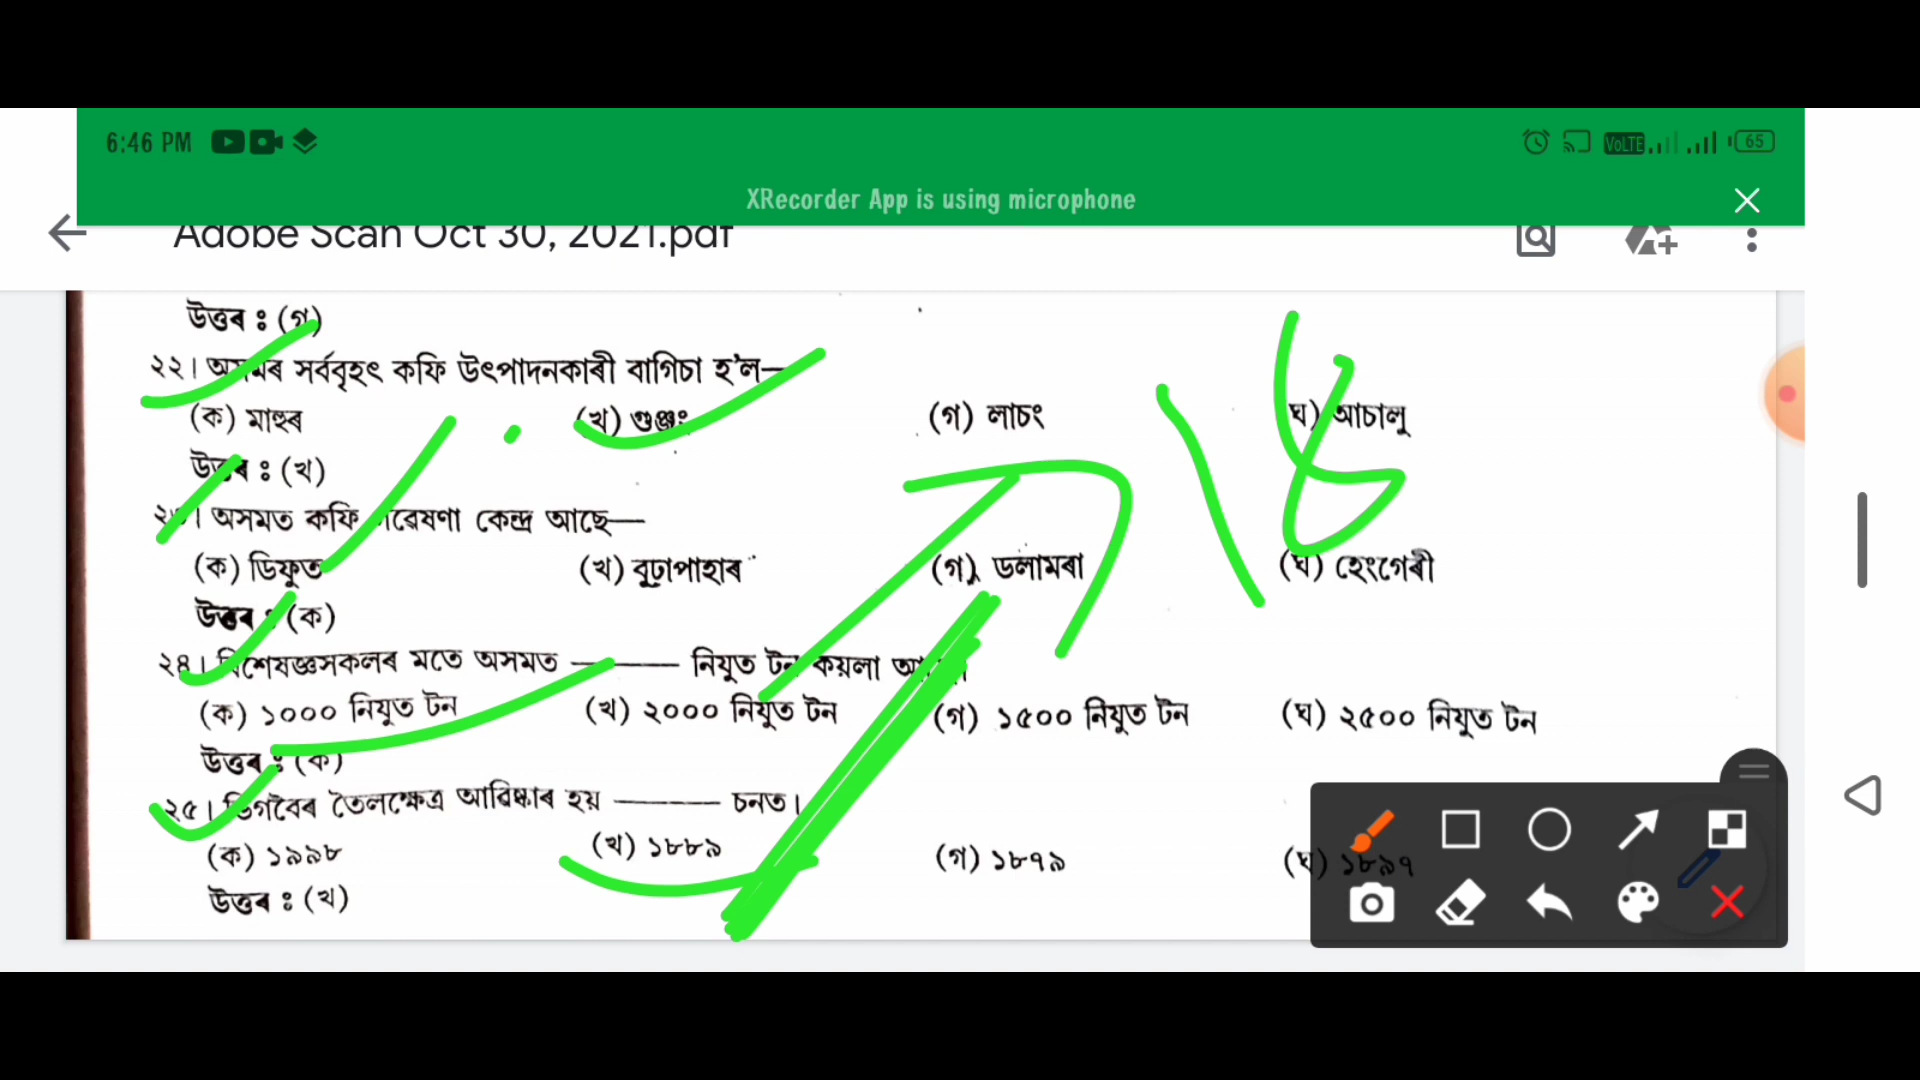 6:46 PM VoLTE 65
XRecorder App is using microphone
Adobe Scan Oct 30, 2021.pdf
উত্তৰ ঃ (গ)
২২। অসমৰ সৰ্ববৃহৎ কফি উৎপাদনকাৰী বাগিচা হ'ল—
(ক) মাহুৰ (খ) গুঞ্জং (গ) লাচং (ঘ) আচালু
উত্তৰ ঃ (খ)
২৩। অসমত কফি গৱেষণা কেন্দ্ৰ আছে—
(ক) ডিফুত (খ) বুঢ়াপাহাৰ (গ) ডলামৰা (ঘ) হেংগেৰী
উত্তৰ ঃ (ক)
২৪। বিশেষজ্ঞসকলৰ মতে অসমত ——— নিযুত টন কয়লা
(ক) ১০০০ নিযুত টন (খ) ২০০০ নিযুত টন (গ) ১৫০০ নিযুত টন (ঘ) ২৫০০ নিযুত টন
উত্তৰ ঃ (ক)
২৫। ডিগবৈৰ তৈলক্ষেত্ৰ আৱিষ্কাৰ হয় ——— চনত।
(ক) ১৯৯৮ (খ) ১৮৮৯ (গ) ১৮৭৯ (ঘ) ১৮৯৭
উত্তৰ ঃ (খ)